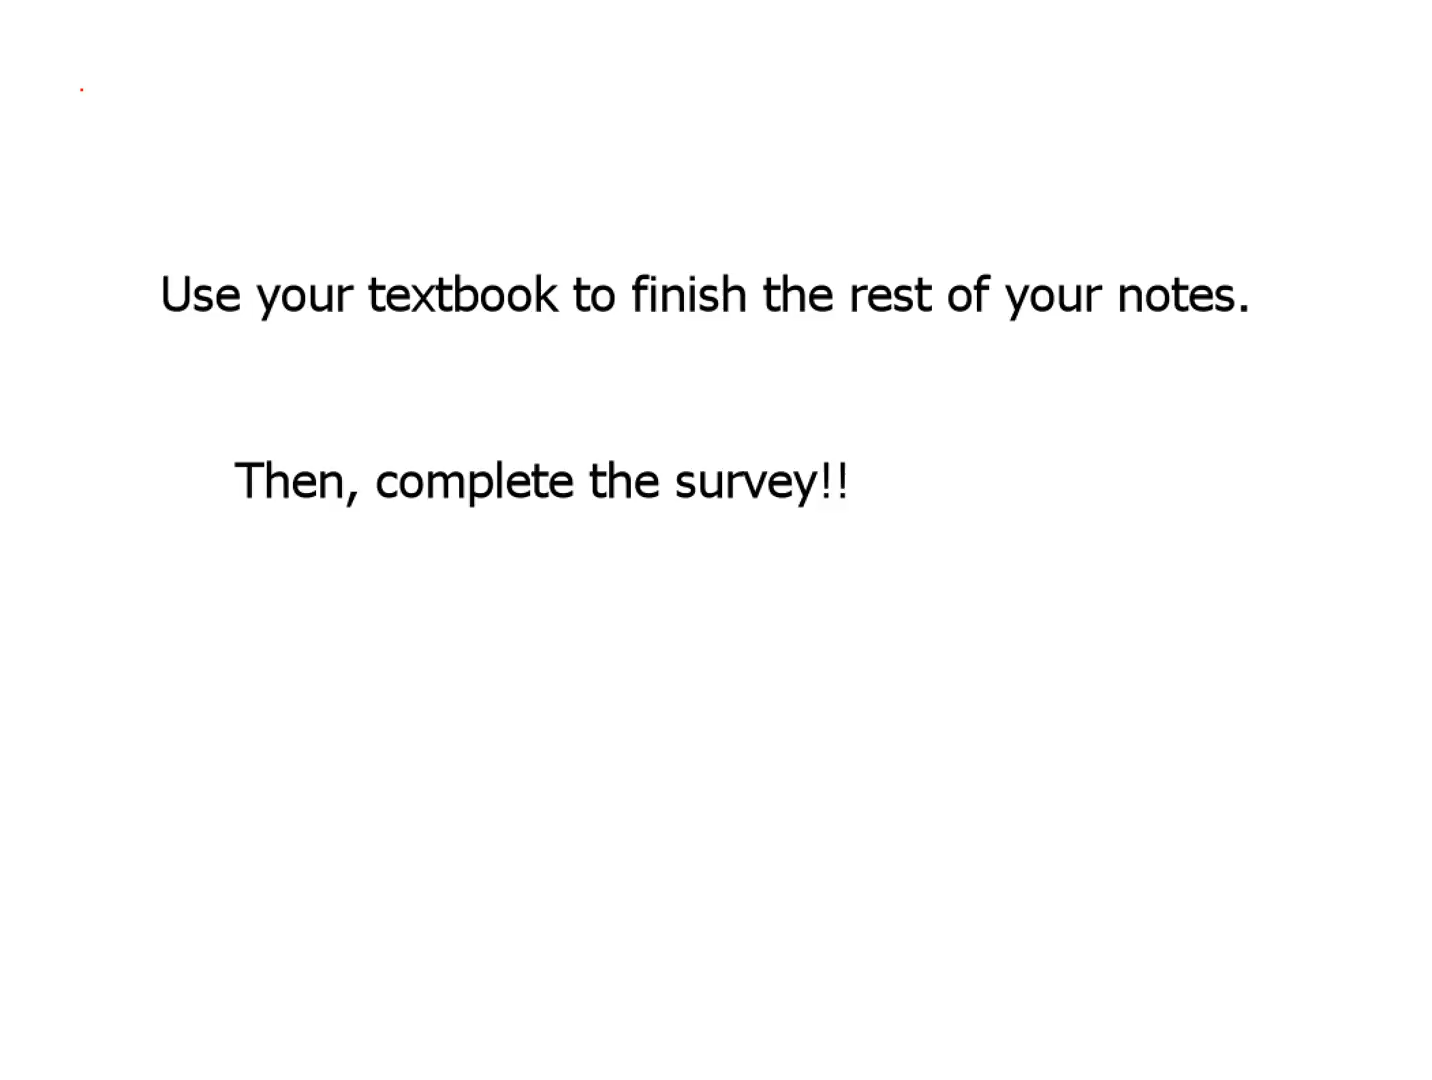 Use your textbook to finish the rest of your notes.
Then, complete the survey!!